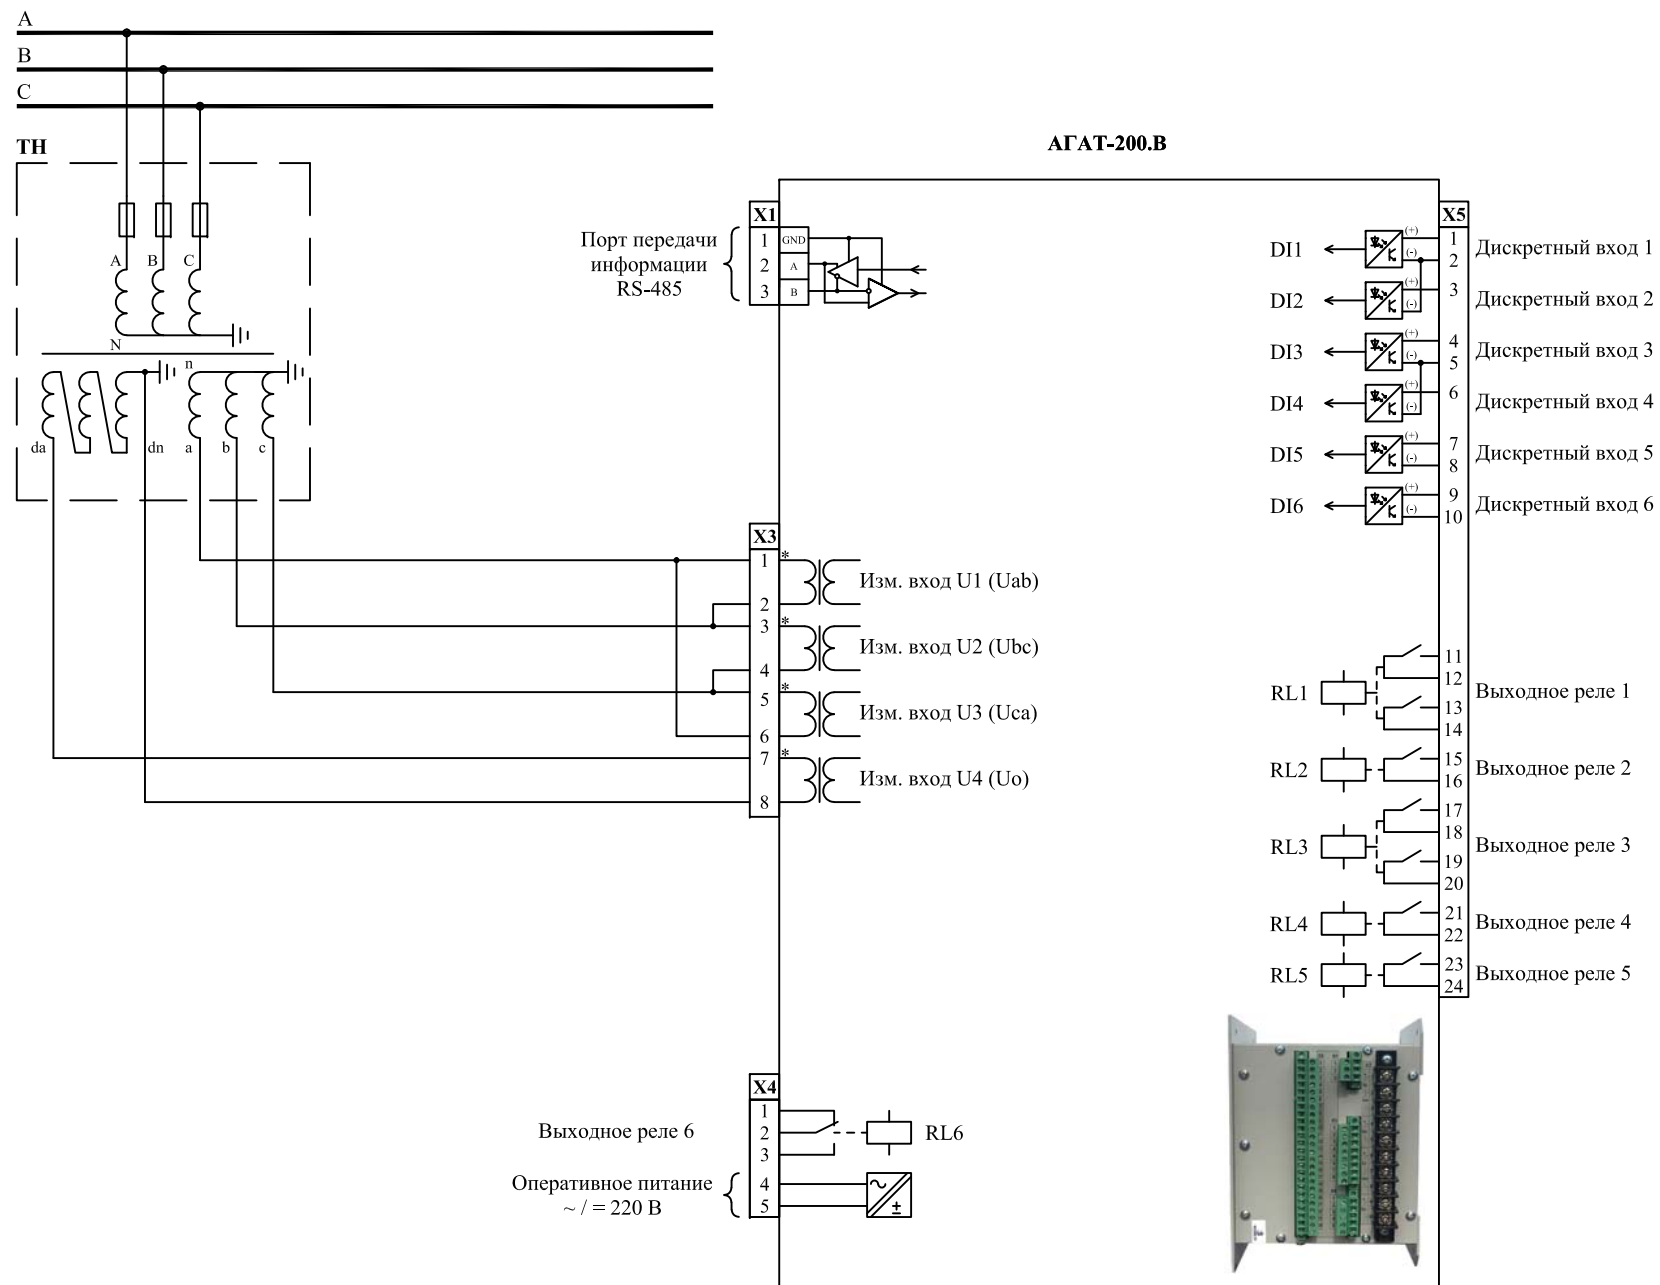 A
B
C
ТН
A B C
N
n
da dn a b c
АГАТ-200.В
X1
Порт передачи
информации
RS-485
1 GND
2 A
3 B
X3
1 *
Изм. вход U1 (Uab)
2
3 *
Изм. вход U2 (Ubc)
4
5 *
Изм. вход U3 (Uca)
6
7 *
Изм. вход U4 (Uo)
8
X4
1
Выходное реле 6 2 RL6
3
Оперативное питание
~ / = 220 В
4 ~
5 ±
X5
DI1 (+) 1 Дискретный вход 1
(-) 2
DI2 (+) 3 Дискретный вход 2
(-)
DI3 (+) 4 Дискретный вход 3
(-) 5
DI4 (+) 6 Дискретный вход 4
(-)
DI5 (+) 7 Дискретный вход 5
(-) 8
DI6 (+) 9 Дискретный вход 6
(-) 10
11
12
RL1 Выходное реле 1
13
14
15
RL2 Выходное реле 2
16
17
18
RL3 Выходное реле 3
19
20
21
RL4 Выходное реле 4
22
23
RL5 Выходное реле 5
24